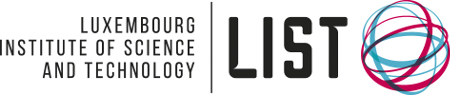 LUXEMBOURG
INSTITUTE OF SCIENCE
AND TECHNOLOGY
LIST